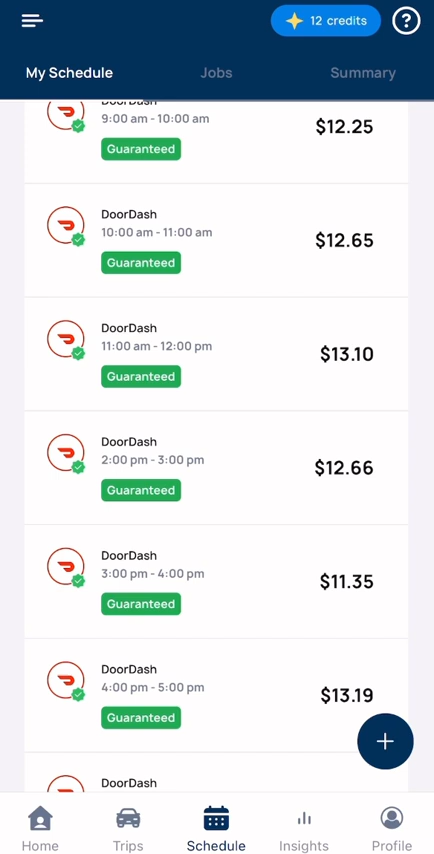 12 credits
?
My Schedule
Jobs
Summary
DoorDash
9:00 am - 10:00 am
Guaranteed
$12.25
DoorDash
10:00 am - 11:00 am
Guaranteed
$12.65
DoorDash
11:00 am - 12:00 pm
Guaranteed
$13.10
DoorDash
2:00 pm - 3:00 pm
Guaranteed
$12.66
DoorDash
3:00 pm - 4:00 pm
Guaranteed
$11.35
DoorDash
4:00 pm - 5:00 pm
Guaranteed
$13.19
+
DoorDash
Home
Trips
Schedule
Insights
Profile